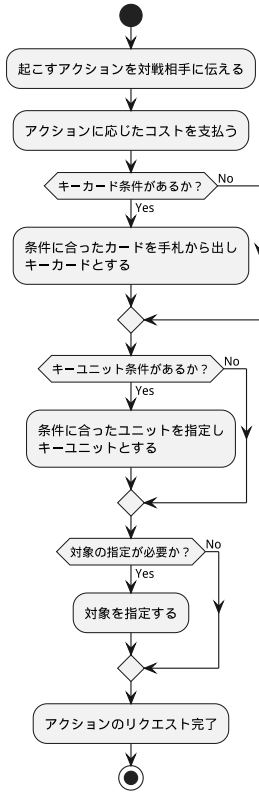 起こすアクションを対戦相手に伝える
アクションに応じたコストを支払う
キーカード条件があるか？
No
Yes
条件に合ったカードを手札から出し
キーカードとする
キーユニット条件があるか？
No
Yes
条件に合ったユニットを指定し
キーユニットとする
対象の指定が必要か？
No
Yes
対象を指定する
アクションのリクエスト完了